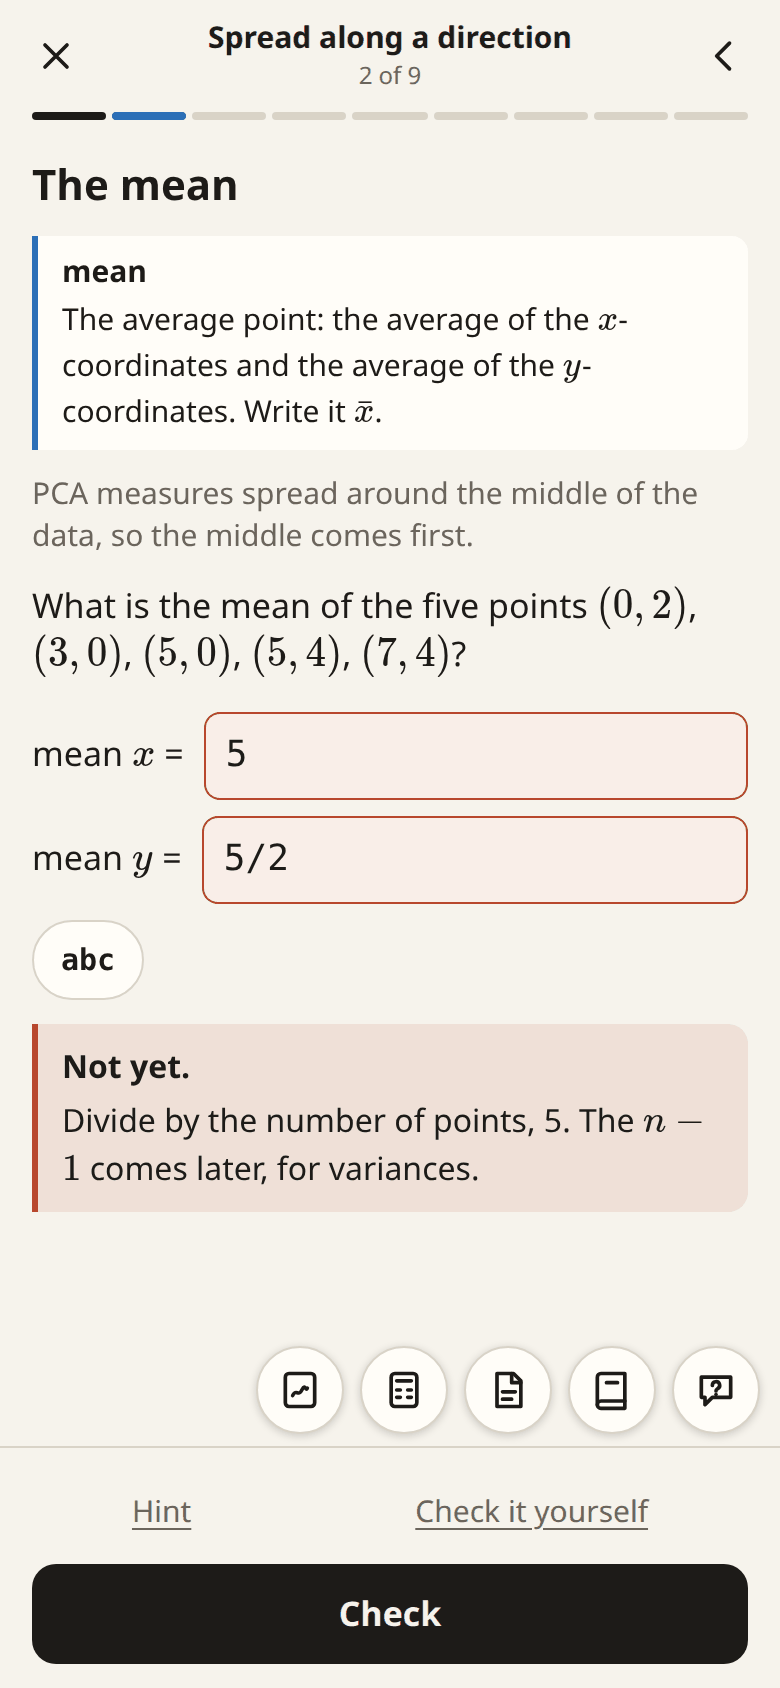 Spread along a direction
2 of 9
The mean
mean
The average point: the average of the x-
coordinates and the average of the y-
coordinates. Write it x̄.
PCA measures spread around the middle of the
data, so the middle comes first.
What is the mean of the five points (0, 2),
(3, 0), (5, 0), (5, 4), (7, 4)?
mean x = 5
mean y = 5/2
abc
Not yet.
Divide by the number of points, 5. The n −
1 comes later, for variances.
Hint Check it yourself
Check